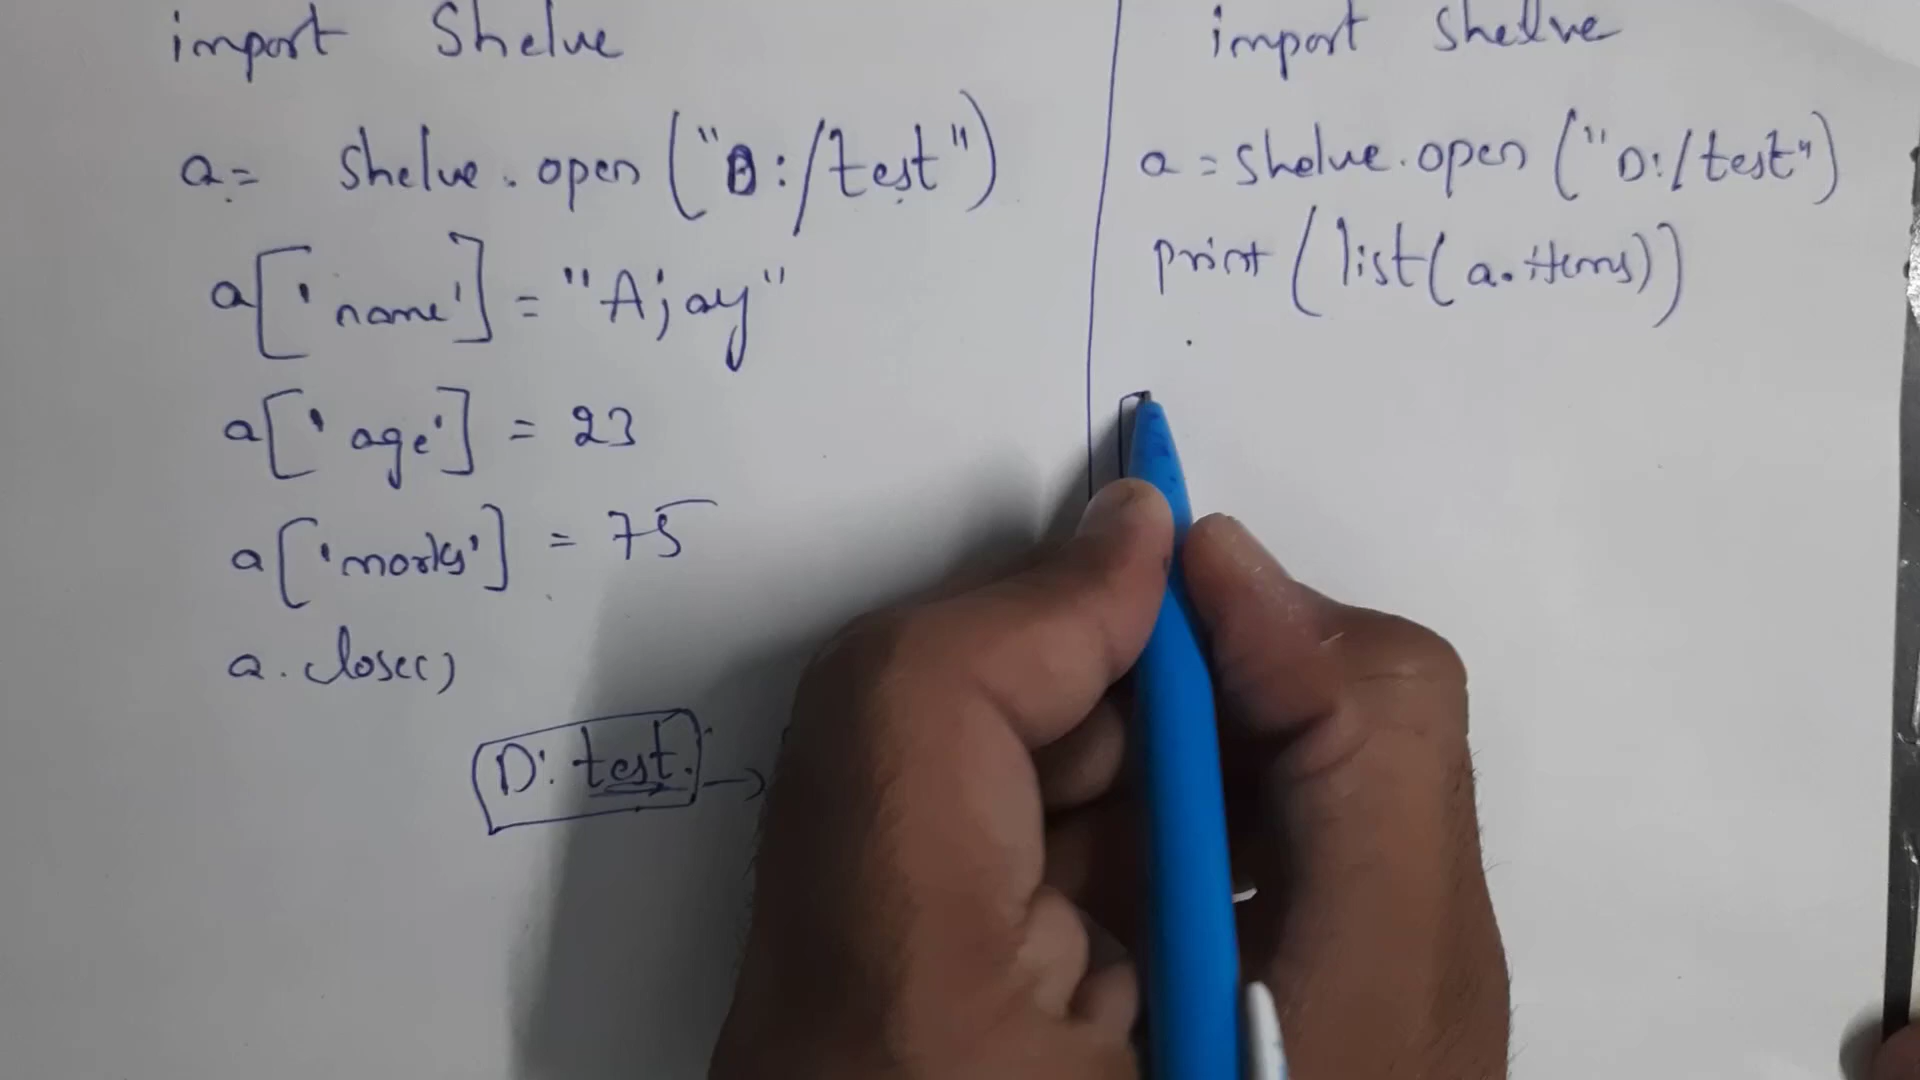 import Shelve
a= Shelve.open("D:/test")
a['name'] = "Ajay"
a['age'] = 23
a['marks'] = 75
a.close()
D: test.
import Shelve
a = Shelve.open("D:/test")
print(list(a.items))